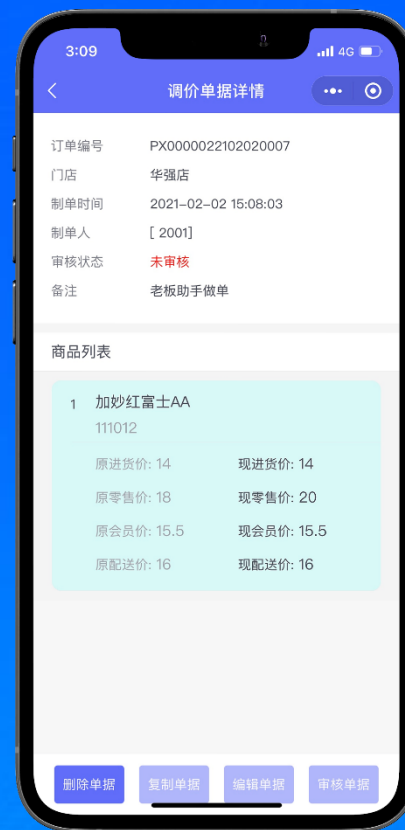 3:09
4G
调价单据详情
订单编号 PX0000022102020007
门店 华强店
制单时间 2021-02-02 15:08:03
制单人 [ 2001]
审核状态 未审核
备注 老板助手做单
商品列表
1 加妙红富士AA
111012
原进货价: 14 现进货价: 14
原零售价: 18 现零售价: 20
原会员价: 15.5 现会员价: 15.5
原配送价: 16 现配送价: 16
删除单据 复制单据 编辑单据 审核单据